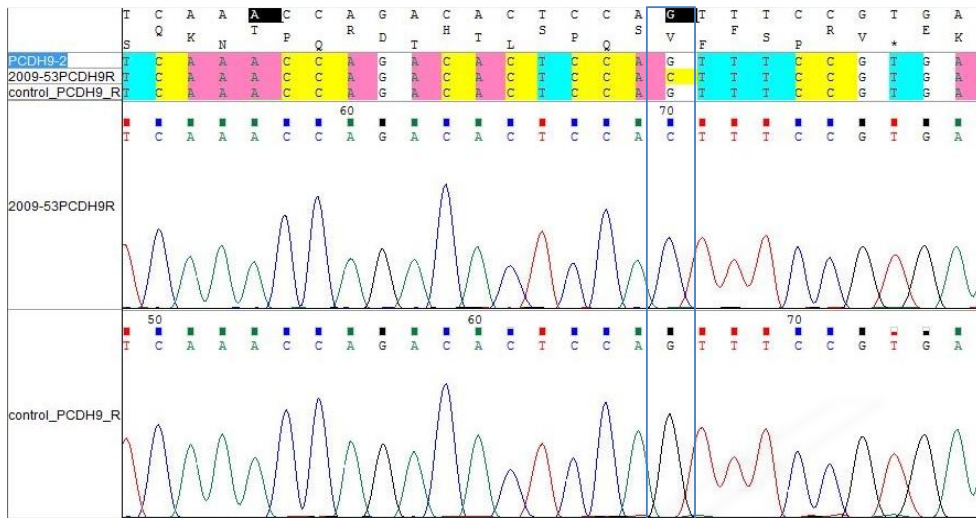 T C A A A C C A G A C A C T C C A G T T T C C G T G A
Q T R H S S F R E
K P D T P V S V K
S N Q T L Q F P *
PCDH9-2 T C A A A C C A G A C A C T C C A G T T T C C G T G A
2009-53PCDH9R T C A A A C C A G A C A C T C C A C T T T C C G T G A
control_PCDH9_R T C A A A C C A G A C A C T C C A G T T T C C G T G A
60 70
T C A A A C C A G A C A C T C C A C T T T C C G T G A
2009-53PCDH9R
50 60 70
T C A A A C C A G A C A C T C C A G T T T C C G T G A
control_PCDH9_R